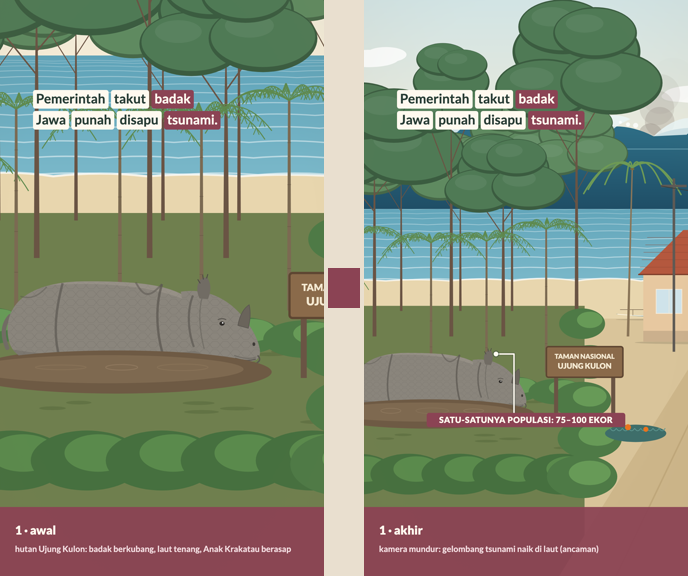 Pemerintah takut badak
Jawa punah disapu tsunami.
TAMA
UJU
1 · awal
hutan Ujung Kulon: badak berkubang, laut tenang, Anak Krakatau berasap
Pemerintah takut badak
Jawa punah disapu tsunami.
TAMAN NASIONAL
UJUNG KULON
SATU-SATUNYA POPULASI: 75–100 EKOR
1 · akhir
kamera mundur: gelombang tsunami naik di laut (ancaman)